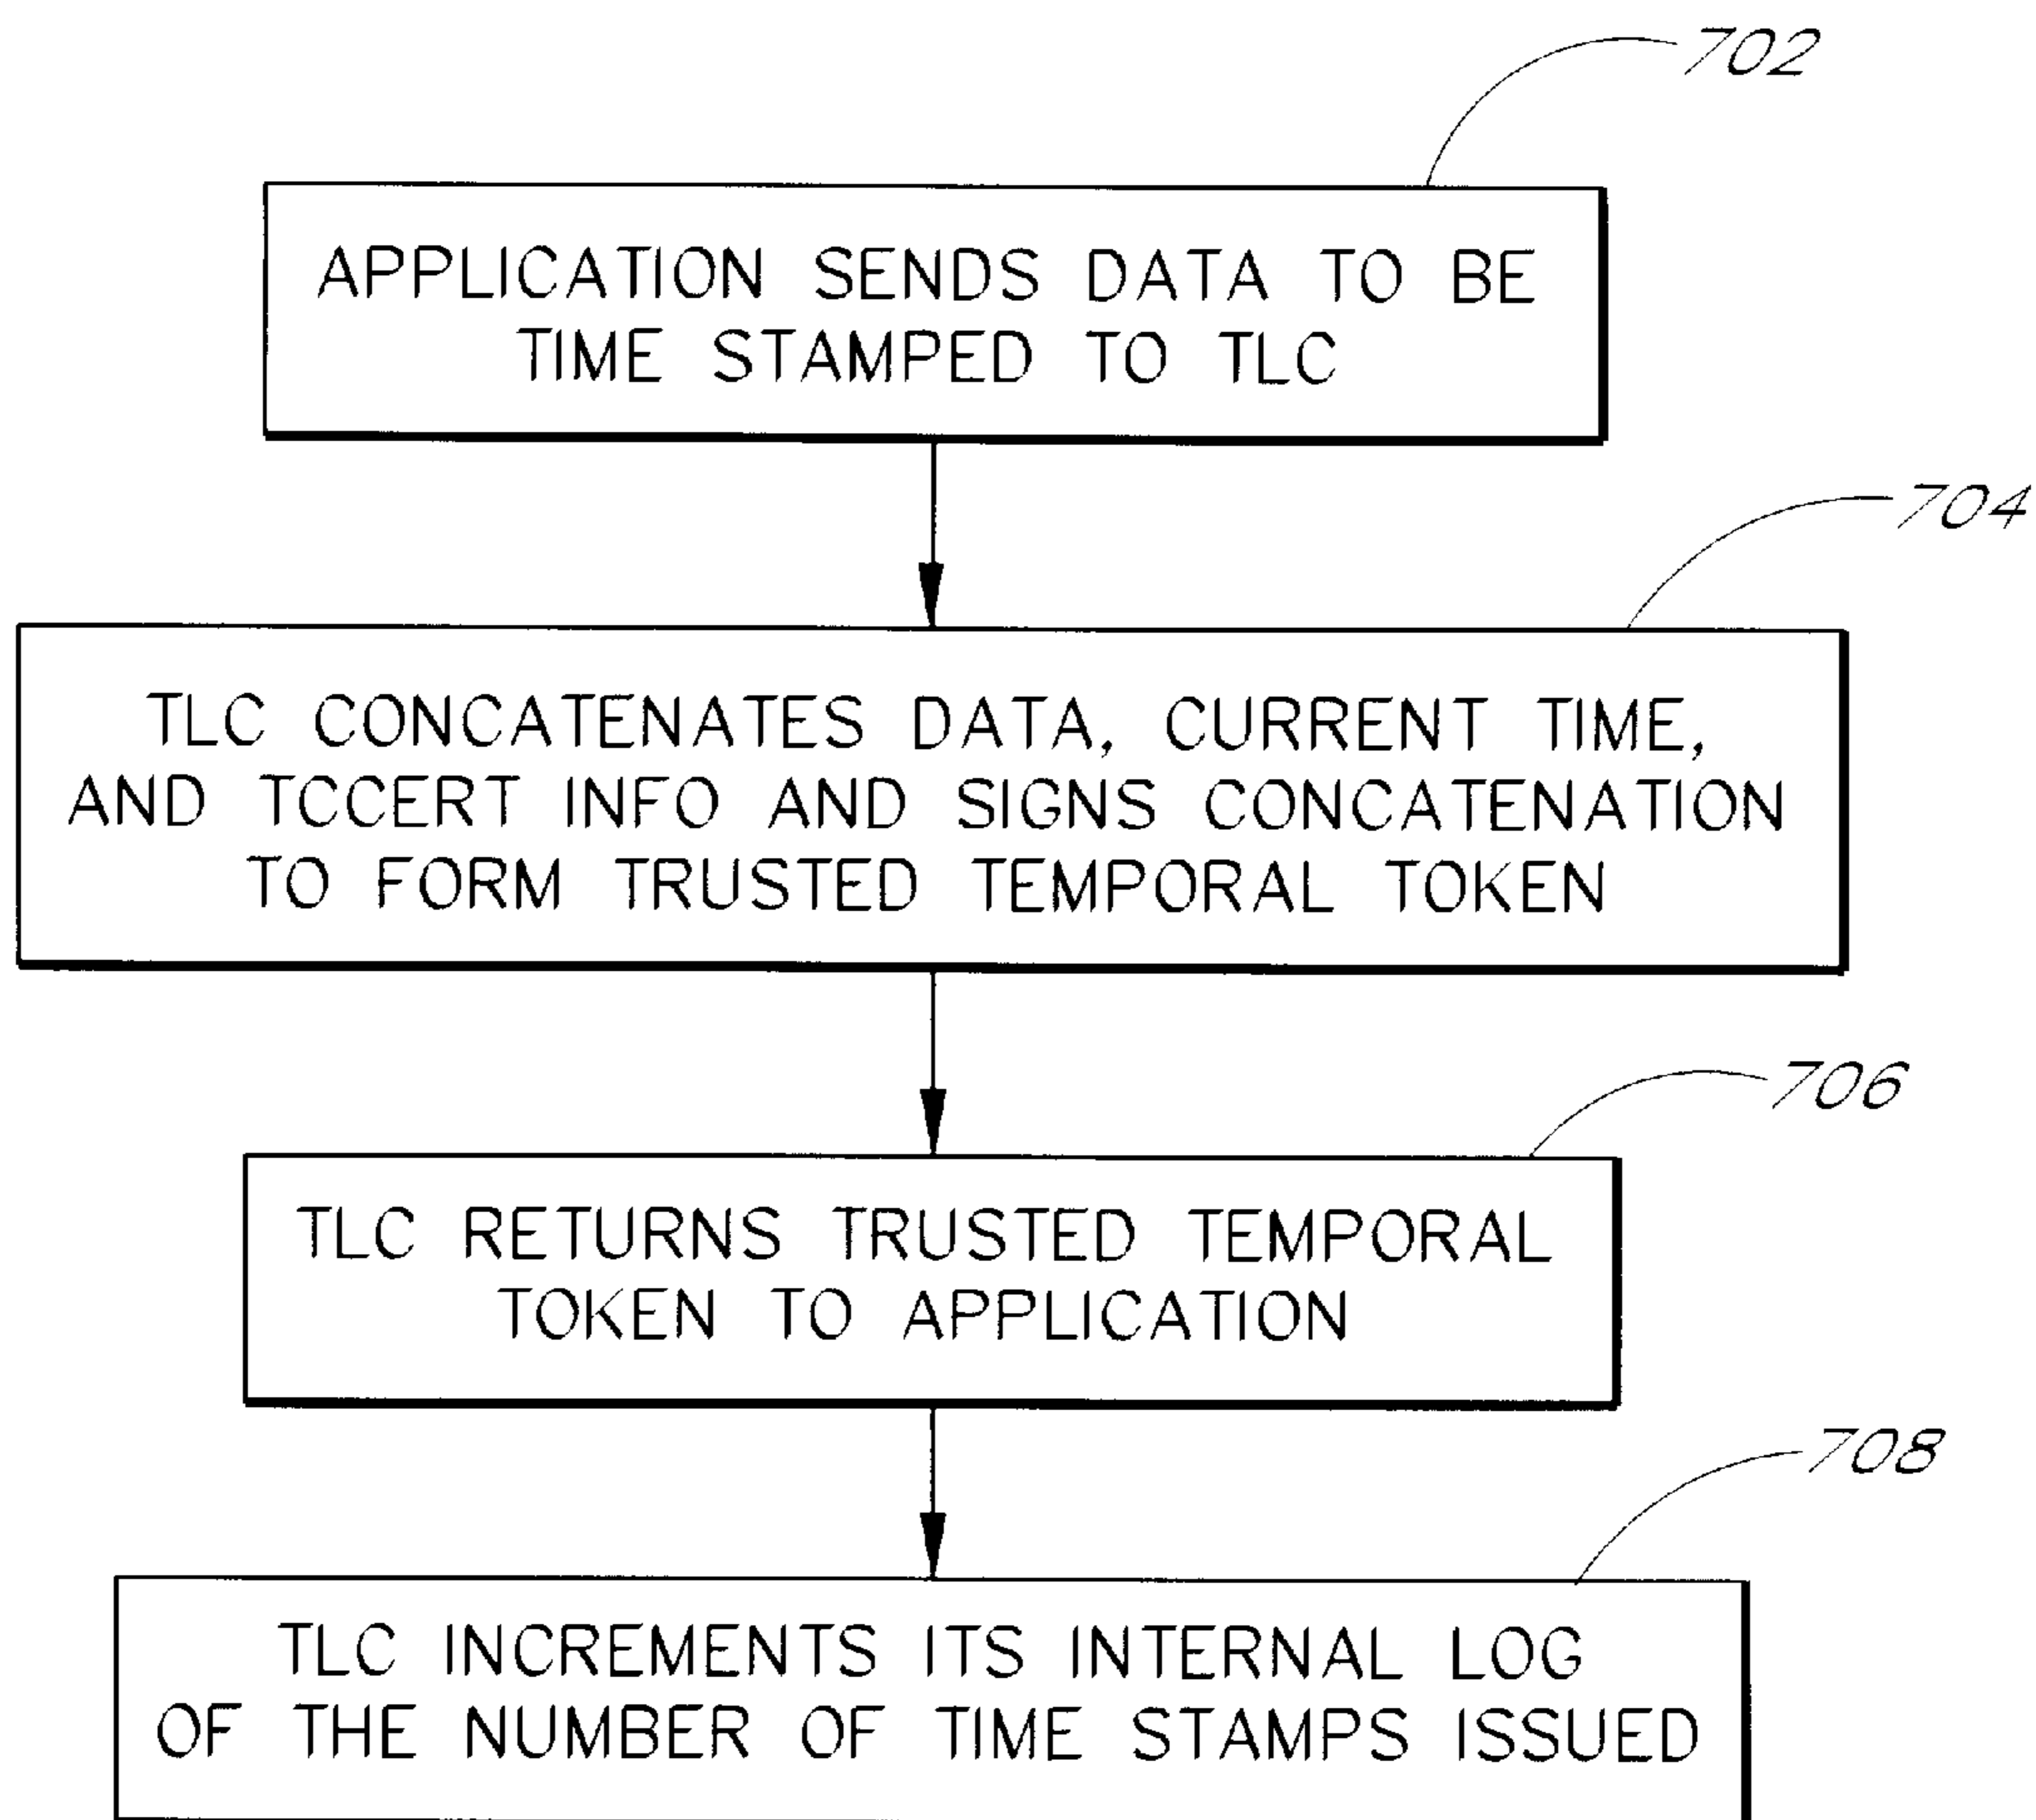 702
APPLICATION SENDS DATA TO BE
TIME STAMPED TO TLC
704
TLC CONCATENATES DATA, CURRENT TIME,
AND TCCERT INFO AND SIGNS CONCATENATION
TO FORM TRUSTED TEMPORAL TOKEN
706
TLC RETURNS TRUSTED TEMPORAL
TOKEN TO APPLICATION
708
TLC INCREMENTS ITS INTERNAL LOG
OF THE NUMBER OF TIME STAMPS ISSUED